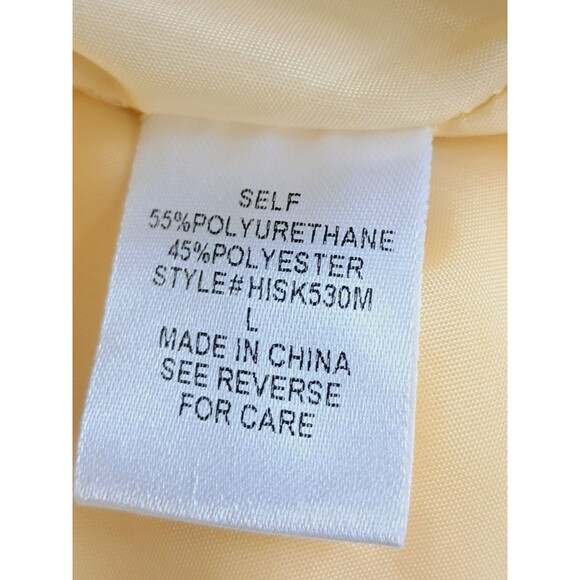 SELF
55%POLYURETHANE
45%POLYESTER
STYLE#HISK530M
L
MADE IN CHINA
SEE REVERSE
FOR CARE